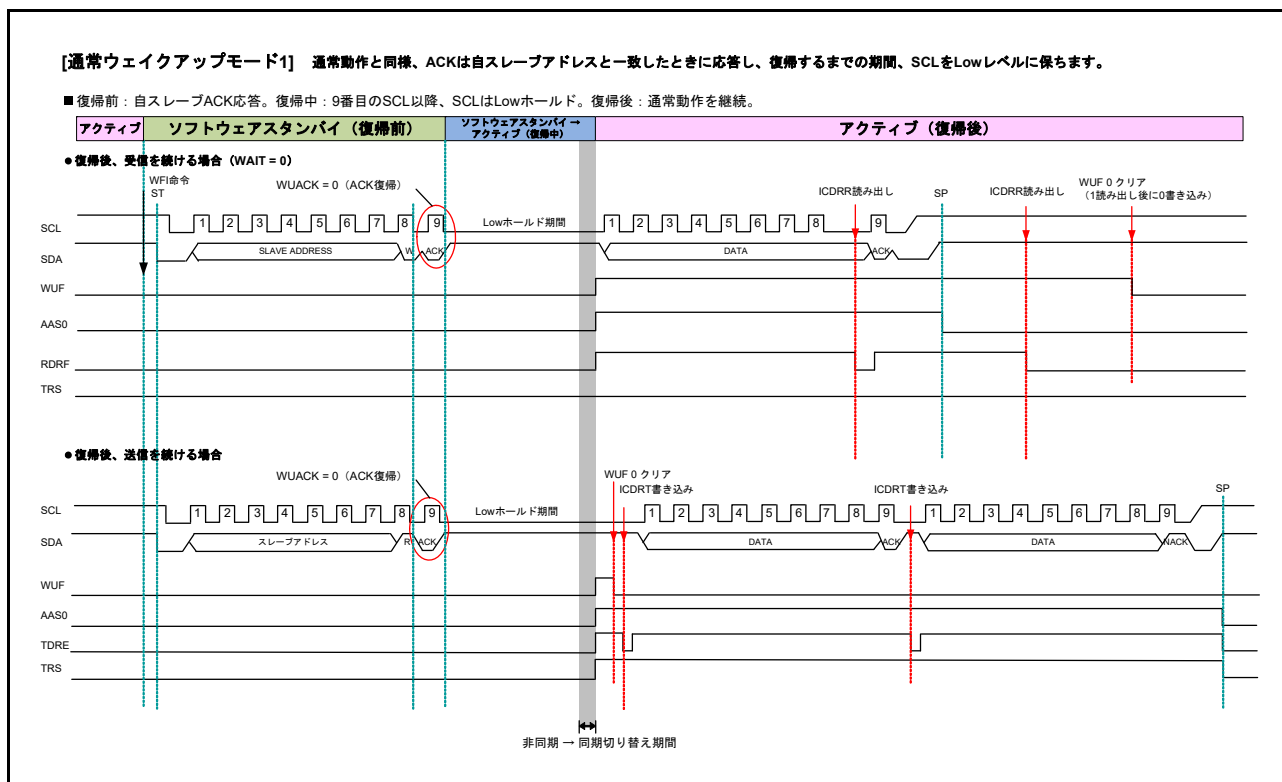 [通常ウェイクアップモード1] 通常動作と同様、ACKは自スレーブアドレスと一致したときに応答し、復帰するまでの期間、SCLをLowレベルに保ちます。
■復帰前：自スレーブACK応答。復帰中：9番目のSCL以降、SCLはLowホールド。復帰後：通常動作を継続。
アクティブ ソフトウェアスタンバイ（復帰前） ソフトウェアスタンバイ → アクティブ（復帰中） アクティブ（復帰後）
●復帰後、受信を続ける場合（WAIT = 0）
WFI命令
ST
WUACK = 0（ACK復帰）
ICDRR読み出し
SP
ICDRR読み出し
WUF 0 クリア
（1読み出し後に0書き込み）
SCL 1 2 3 4 5 6 7 8 9 Lowホールド期間 1 2 3 4 5 6 7 8 9
SDA SLAVE ADDRESS W ACK DATA ACK
WUF
AAS0
RDRF
TRS
●復帰後、送信を続ける場合
WUACK = 0（ACK復帰）
WUF 0 クリア
ICDRT書き込み
ICDRT書き込み
SP
SCL 1 2 3 4 5 6 7 8 9 Lowホールド期間 1 2 3 4 5 6 7 8 9 1 2 3 4 5 6 7 8 9
SDA スレーブアドレス R ACK DATA ACK DATA NACK
WUF
AAS0
TDRE
TRS
非同期 → 同期切り替え期間